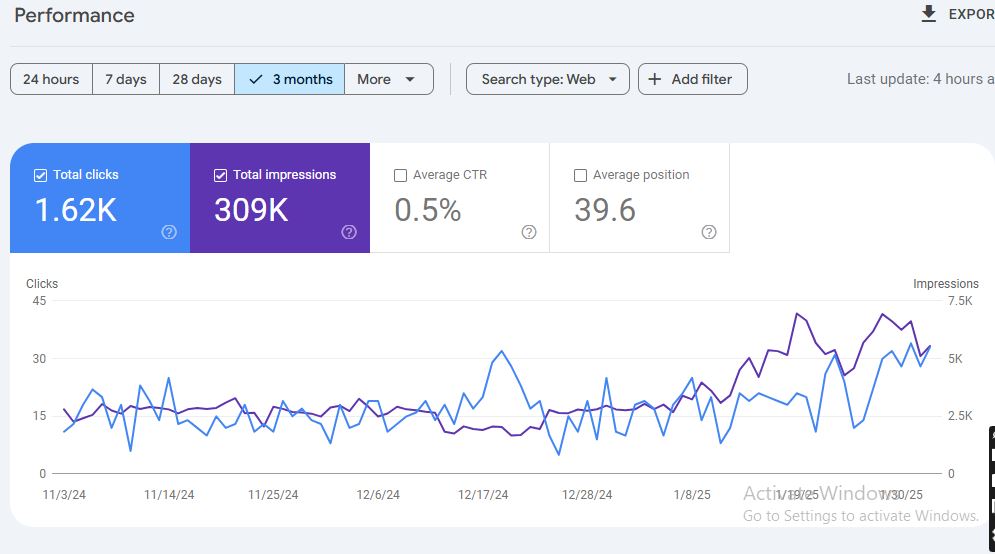 Performance
EXPOR
24 hours 7 days 28 days 3 months More Search type: Web + Add filter Last update: 4 hours a
Total clicks Total impressions Average CTR Average position
1.62K 309K 0.5% 39.6
Clicks Impressions
45 7.5K
30 5K
15 2.5K
0 0
11/3/24 11/14/24 11/25/24 12/6/24 12/17/24 12/28/24 1/8/25 1/19/25 1/30/25
Activate Windows
Go to Settings to activate Windows.